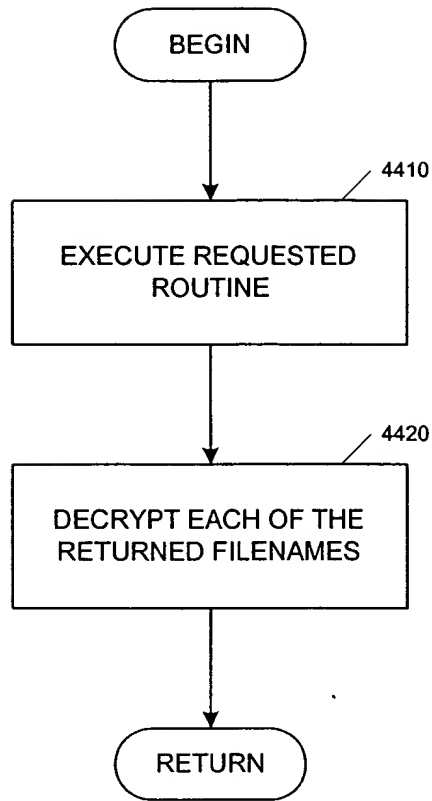 BEGIN
4410
EXECUTE REQUESTED
ROUTINE
4420
DECRYPT EACH OF THE
RETURNED FILENAMES
RETURN